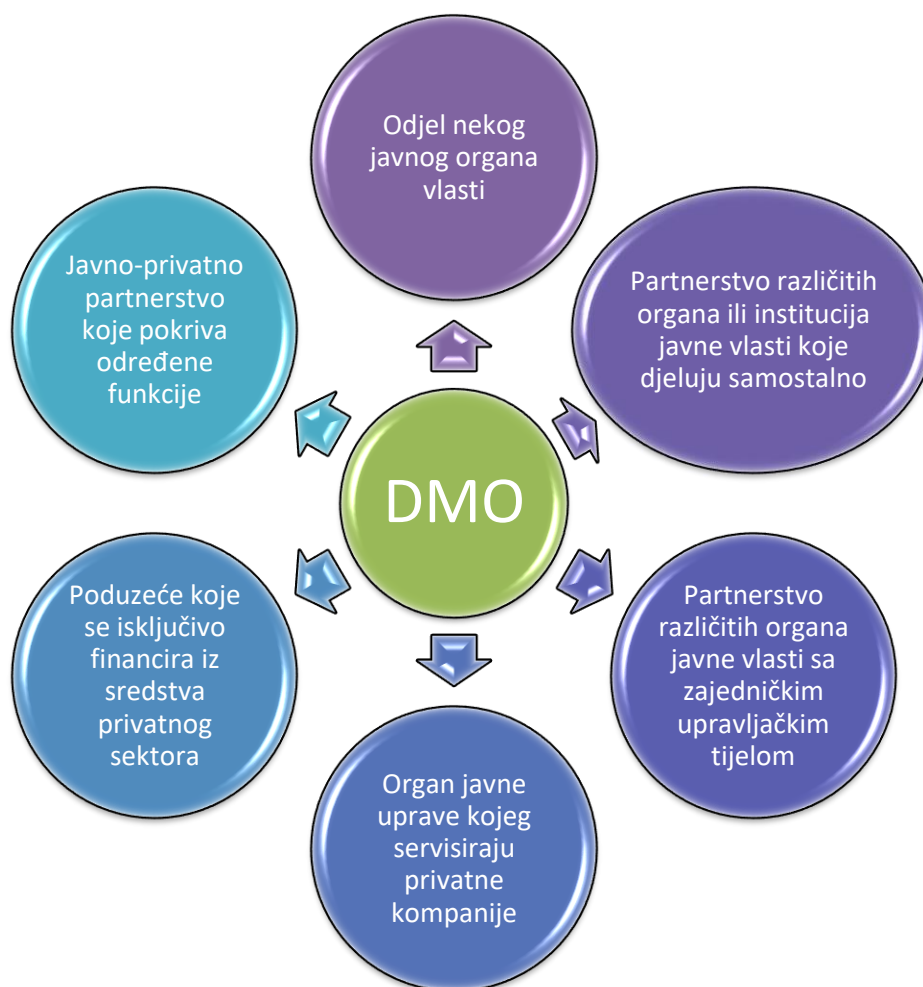 Odjel nekog
javnog organa
vlasti
Partnerstvo različitih
organa ili institucija
javne vlasti koje
djeluju samostalno
Partnerstvo
različitih organa
javne vlasti sa
zajedničkim
upravljačkim
tijelom
Organ javne
uprave kojeg
servisiraju
privatne
kompanije
Poduzeće koje
se isključivo
financira iz
sredstva
privatnog
sektora
Javno-privatno
partnerstvo
koje pokriva
određene
funkcije
DMO